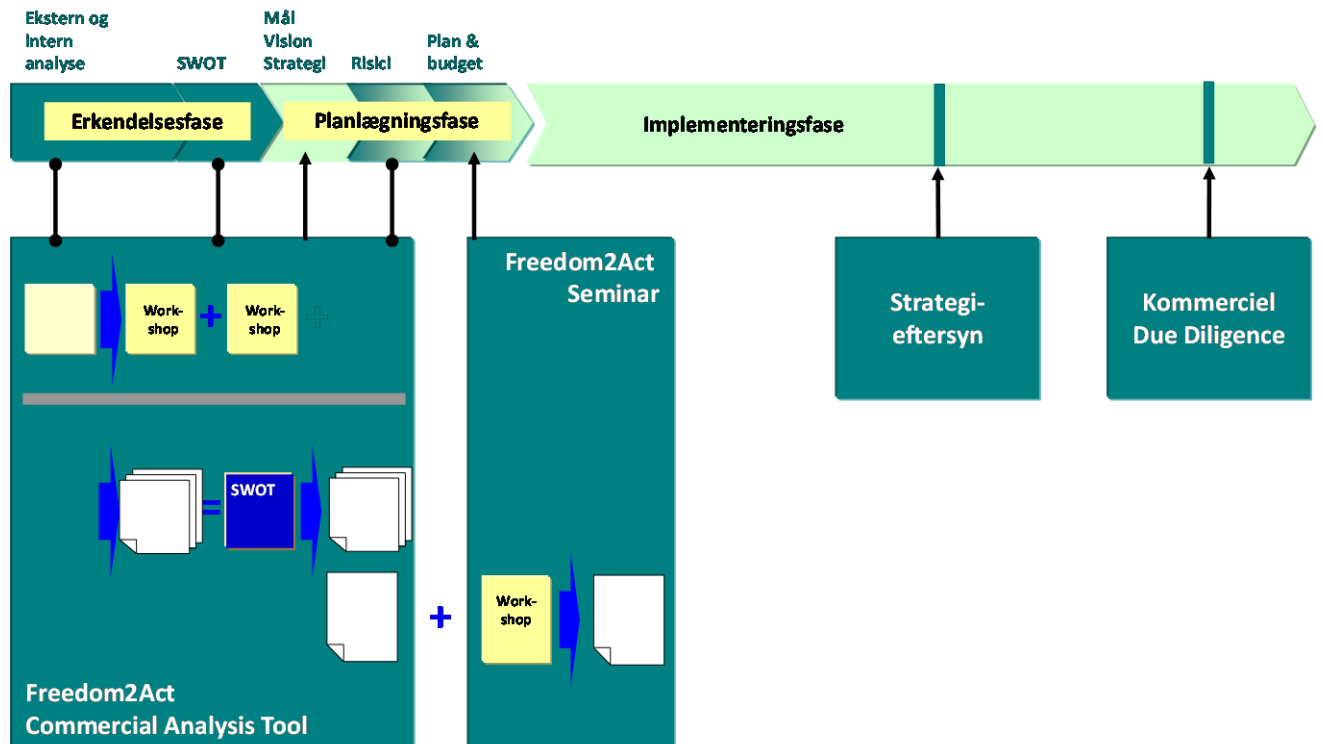 Ekstern og
intern
analyse
SWOT
Mål
Vision
Strategi
Risici
Plan &
budget
Erkendelsesfase
Planlægningsfase
Implementeringsfase
Work-
shop
+
Work-
shop
+
=
SWOT
Freedom2Act
Commercial Analysis Tool
+
Freedom2Act
Seminar
Work-
shop
Strategi-
eftersyn
Kommerciel
Due Diligence